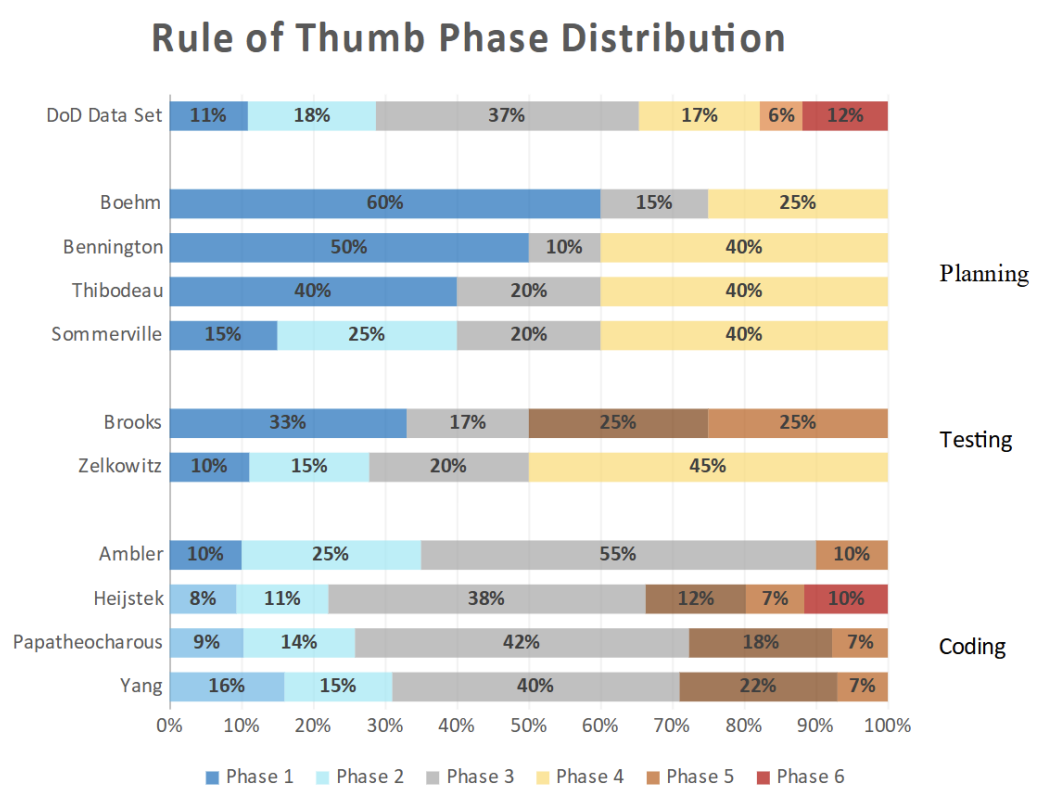 Rule of Thumb Phase Distribution
DoD Data Set 11% 18% 37% 17% 6% 12%
Boehm 60% 15% 25%
Bennington 50% 10% 40%
Planning
Thibodeau 40% 20% 40%
Sommerville 15% 25% 20% 40%
Brooks 33% 17% 25% 25%
Testing
Zelkowitz 10% 15% 20% 45%
Ambler 10% 25% 55% 10%
Heijstek 8% 11% 38% 12% 7% 10%
Papatheocharous 9% 14% 42% 18% 7%
Coding
Yang 16% 15% 40% 22% 7%
0% 10% 20% 30% 40% 50% 60% 70% 80% 90% 100%
Phase 1 Phase 2 Phase 3 Phase 4 Phase 5 Phase 6